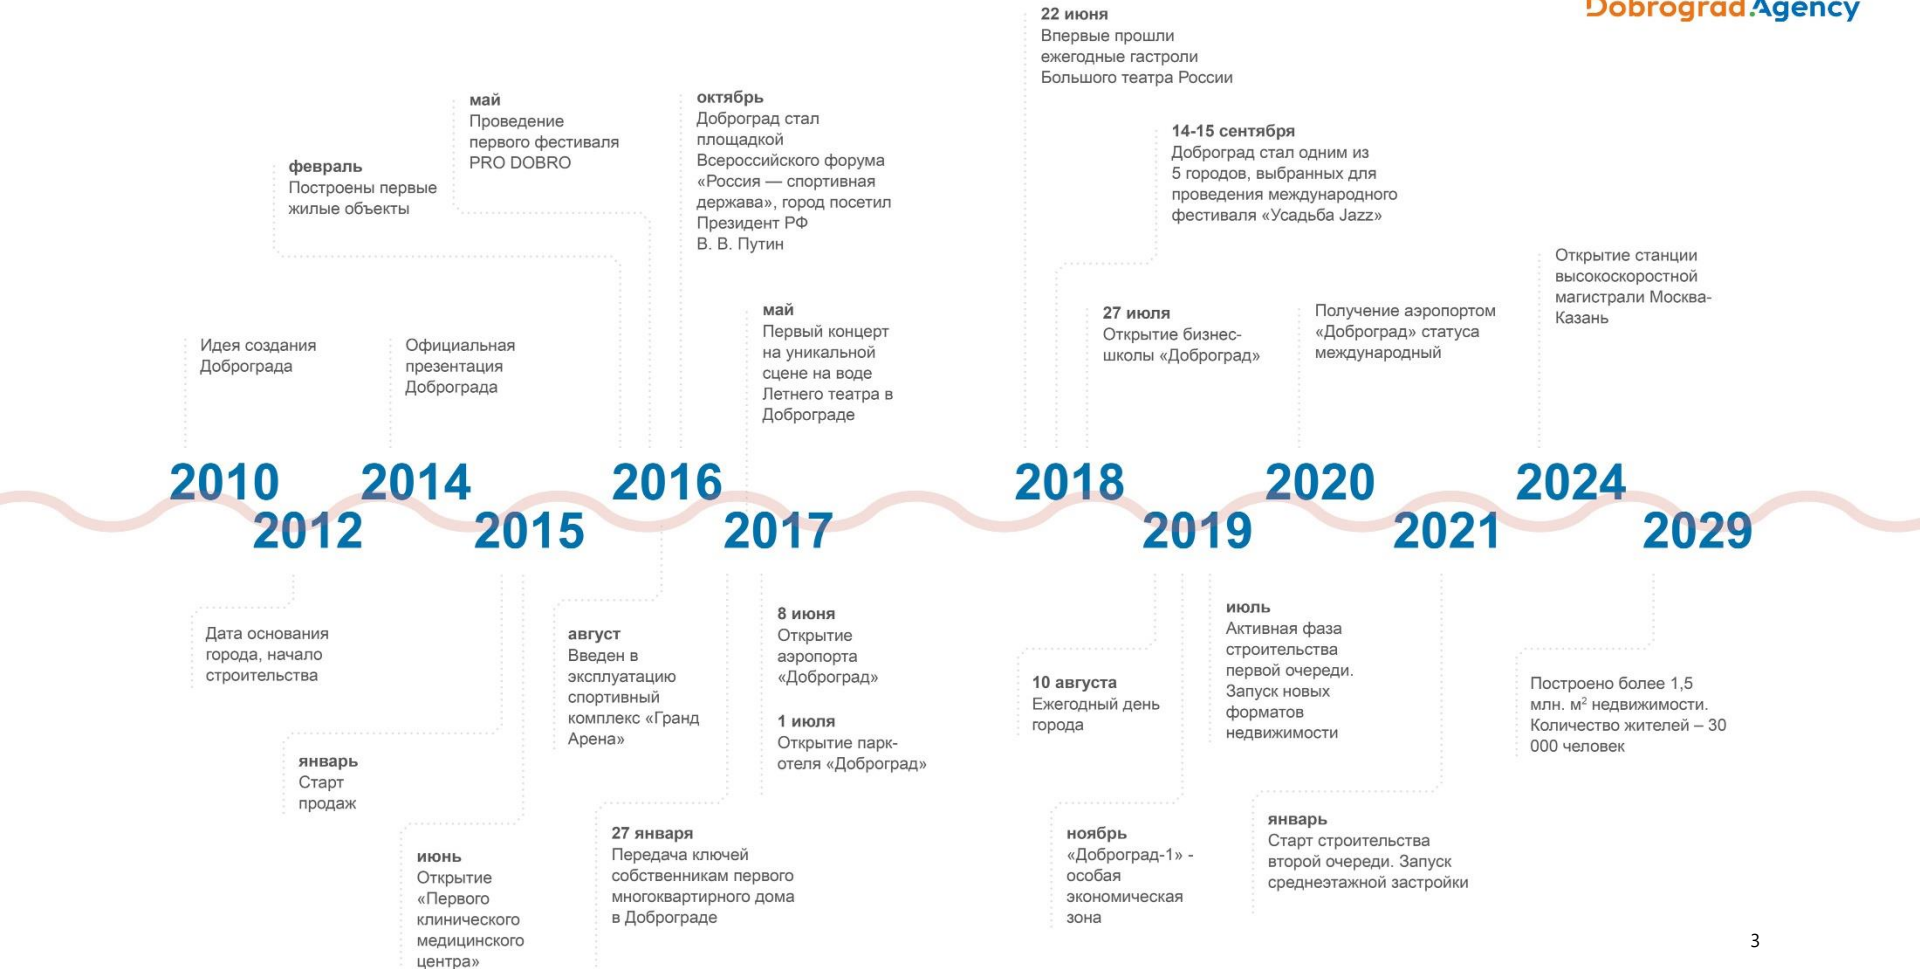 Dobrograd.Agency
22 июня
Впервые прошли
ежегодные гастроли
Большого театра России
май
Проведение
первого фестиваля
PRO DOBRO
октябрь
Доброград стал
площадкой
Всероссийского форума
«Россия — спортивная
держава», город посетил
Президент РФ
В. В. Путин
14-15 сентября
Доброград стал одним из
5 городов, выбранных для
проведения международного
фестиваля «Усадьба Jazz»
февраль
Построены первые
жилые объекты
Открытие станции
высокоскоростной
магистрали Москва-
Казань
май
Первый концерт
на уникальной
сцене на воде
Летнего театра в
Доброграде
27 июля
Открытие бизнес-
школы «Доброград»
Получение аэропортом
«Доброград» статуса
международный
Идея создания
Доброграда
Официальная
презентация
Доброграда
2010
2014
2016
2018
2020
2024
2012
2015
2017
2019
2021
2029
Дата основания
города, начало
строительства
август
Введен в
эксплуатацию
спортивный
комплекс «Гранд
Арена»
8 июня
Открытие
аэропорта
«Доброград»
1 июля
Открытие парк-
отеля «Доброград»
10 августа
Ежегодный день
города
июль
Активная фаза
строительства
первой очереди.
Запуск новых
форматов
недвижимости
Построено более 1,5
млн. м² недвижимости.
Количество жителей – 30
000 человек
январь
Старт
продаж
июнь
Открытие
«Первого
клинического
медицинского
центра»
27 января
Передача ключей
собственникам первого
многоквартирного дома
в Доброграде
ноябрь
«Доброград-1» -
особая
экономическая
зона
январь
Старт строительства
второй очереди. Запуск
среднеэтажной застройки
3